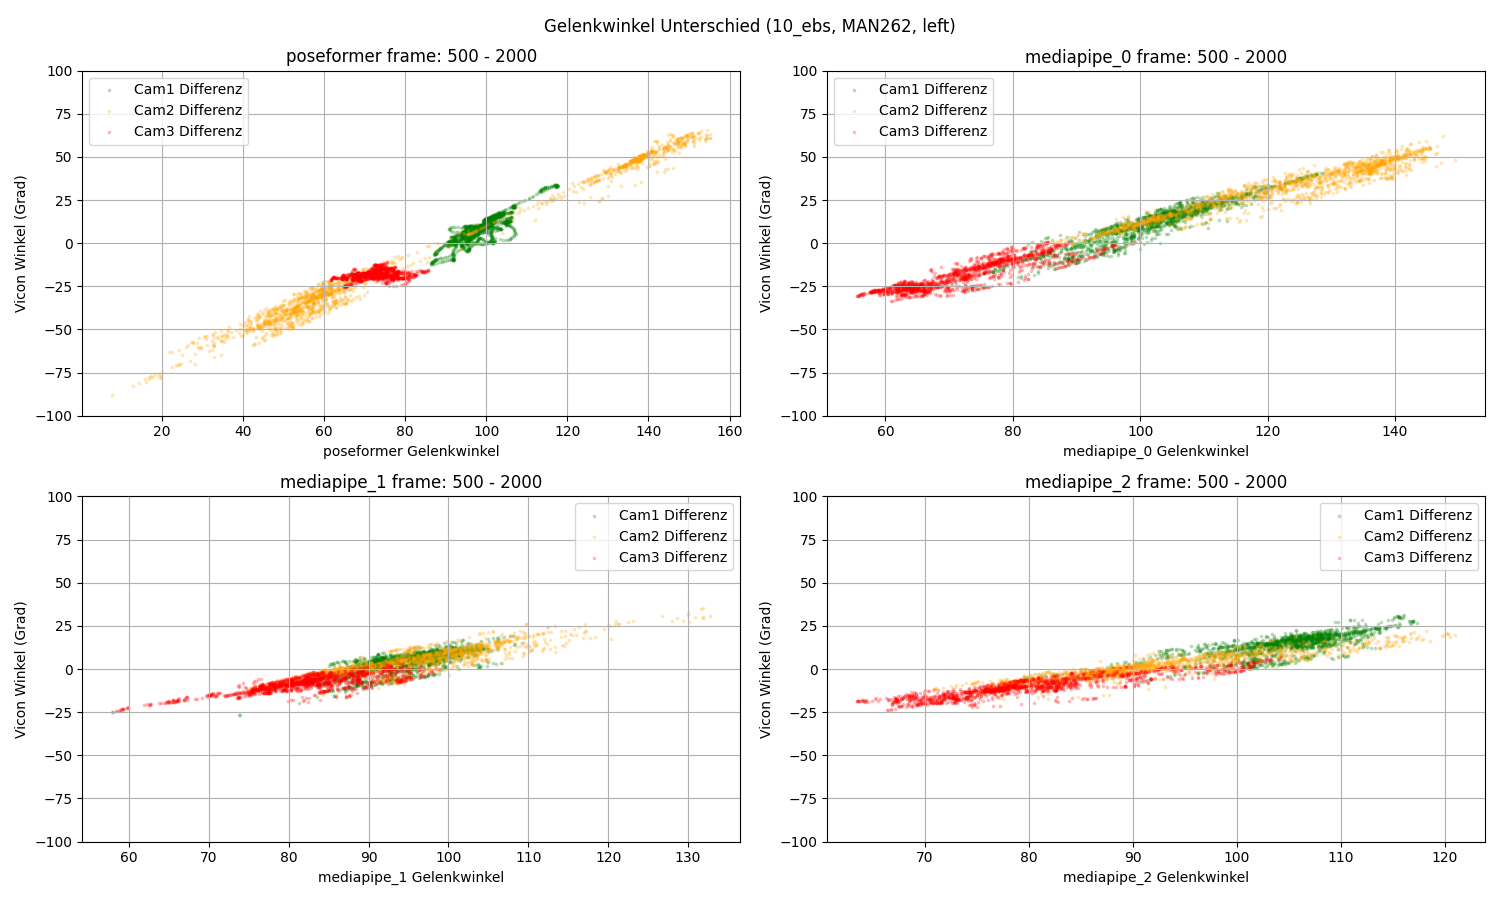 Gelenkwinkel Unterschied (10_ebs, MAN262, left)
poseformer frame: 500 - 2000
Cam1 Differenz
Cam2 Differenz
Cam3 Differenz
100
75
50
25
0
−25
−50
−75
−100
Vicon Winkel (Grad)
20 40 60 80 100 120 140 160
poseformer Gelenkwinkel
mediapipe_0 frame: 500 - 2000
Cam1 Differenz
Cam2 Differenz
Cam3 Differenz
100
75
50
25
0
−25
−50
−75
−100
Vicon Winkel (Grad)
60 80 100 120 140
mediapipe_0 Gelenkwinkel
mediapipe_1 frame: 500 - 2000
Cam1 Differenz
Cam2 Differenz
Cam3 Differenz
100
75
50
25
0
−25
−50
−75
−100
Vicon Winkel (Grad)
60 70 80 90 100 110 120 130
mediapipe_1 Gelenkwinkel
mediapipe_2 frame: 500 - 2000
Cam1 Differenz
Cam2 Differenz
Cam3 Differenz
100
75
50
25
0
−25
−50
−75
−100
Vicon Winkel (Grad)
70 80 90 100 110 120
mediapipe_2 Gelenkwinkel